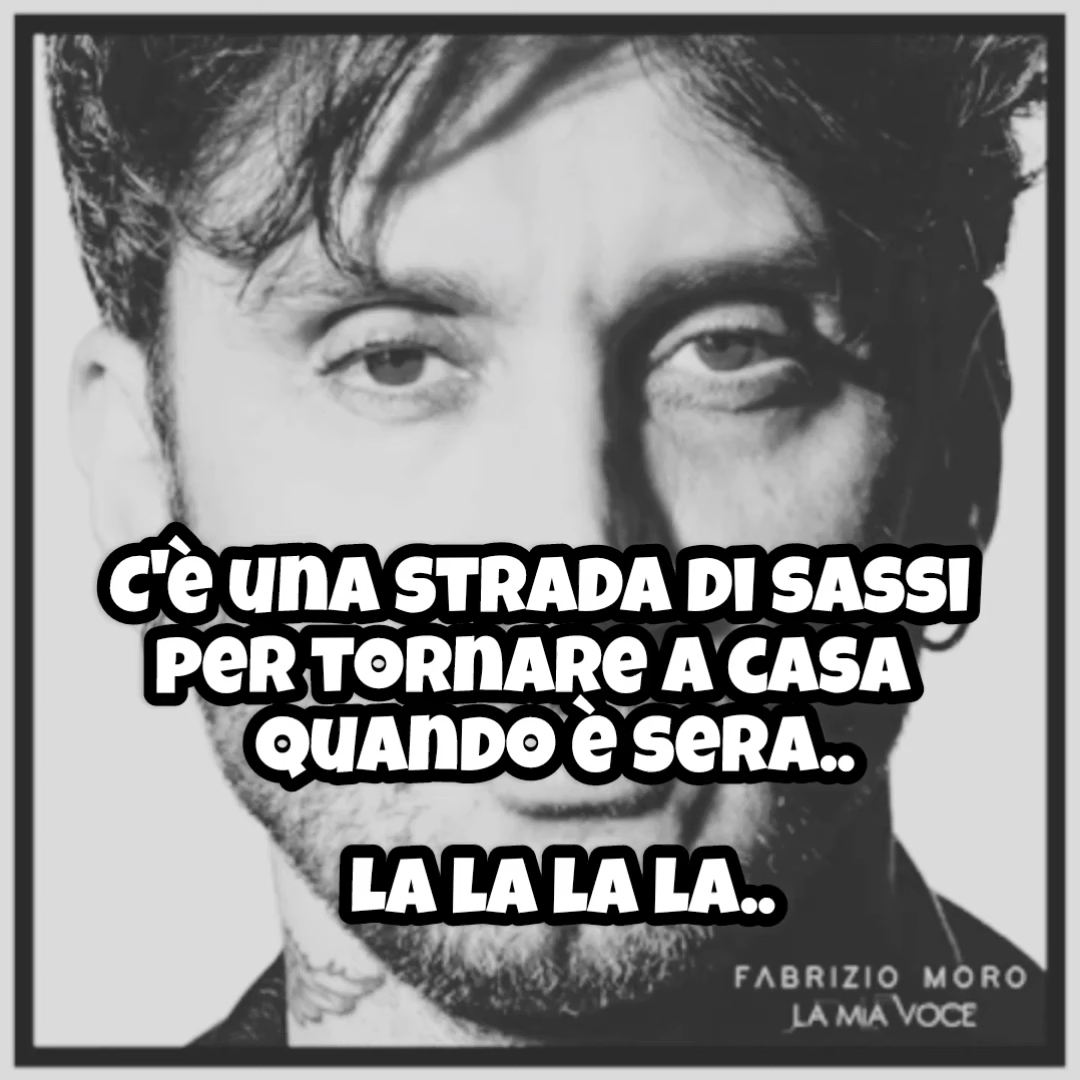 C'È UNA STRADA DI SASSI
PER TORNARE A CASA
QUANDO È SERA..
LA LA LA LA..
FABRIZIO MORO
LA MIA VOCE